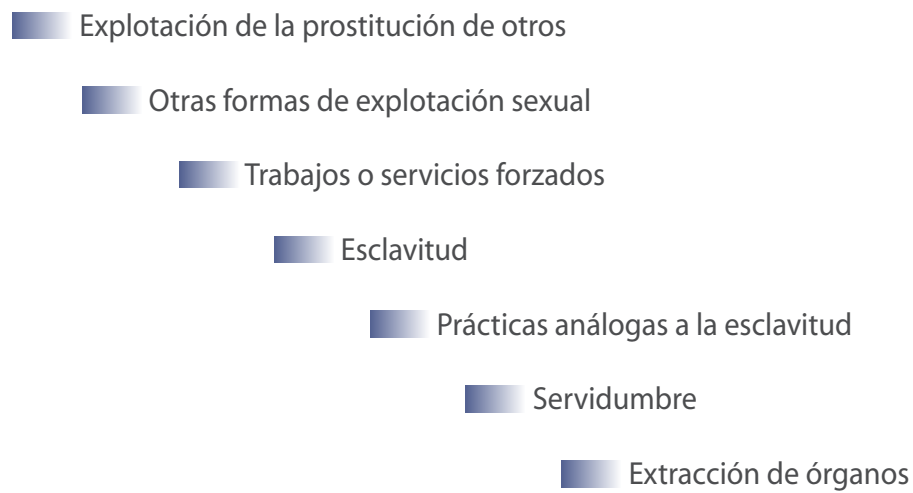 Explotación de la prostitución de otros
Otras formas de explotación sexual
Trabajos o servicios forzados
Esclavitud
Prácticas análogas a la esclavitud
Servidumbre
Extracción de órganos